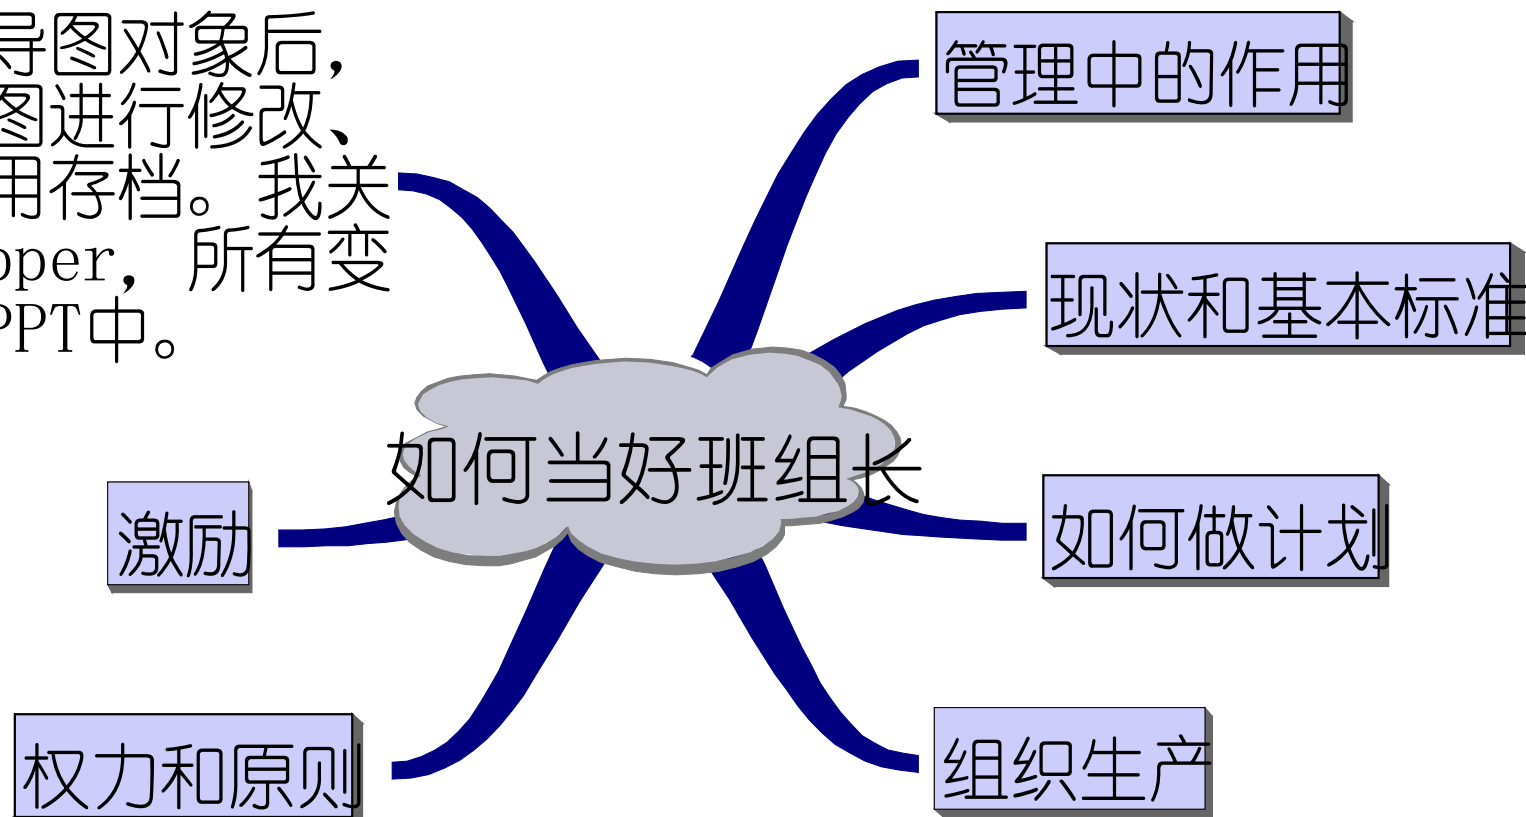 导图对象后，
图进行修改、
用存档。我关
pper，所有变
PPT中。
管理中的作用
现状和基本标准
如何当好班组长
激励
如何做计划
权力和原则
组织生产